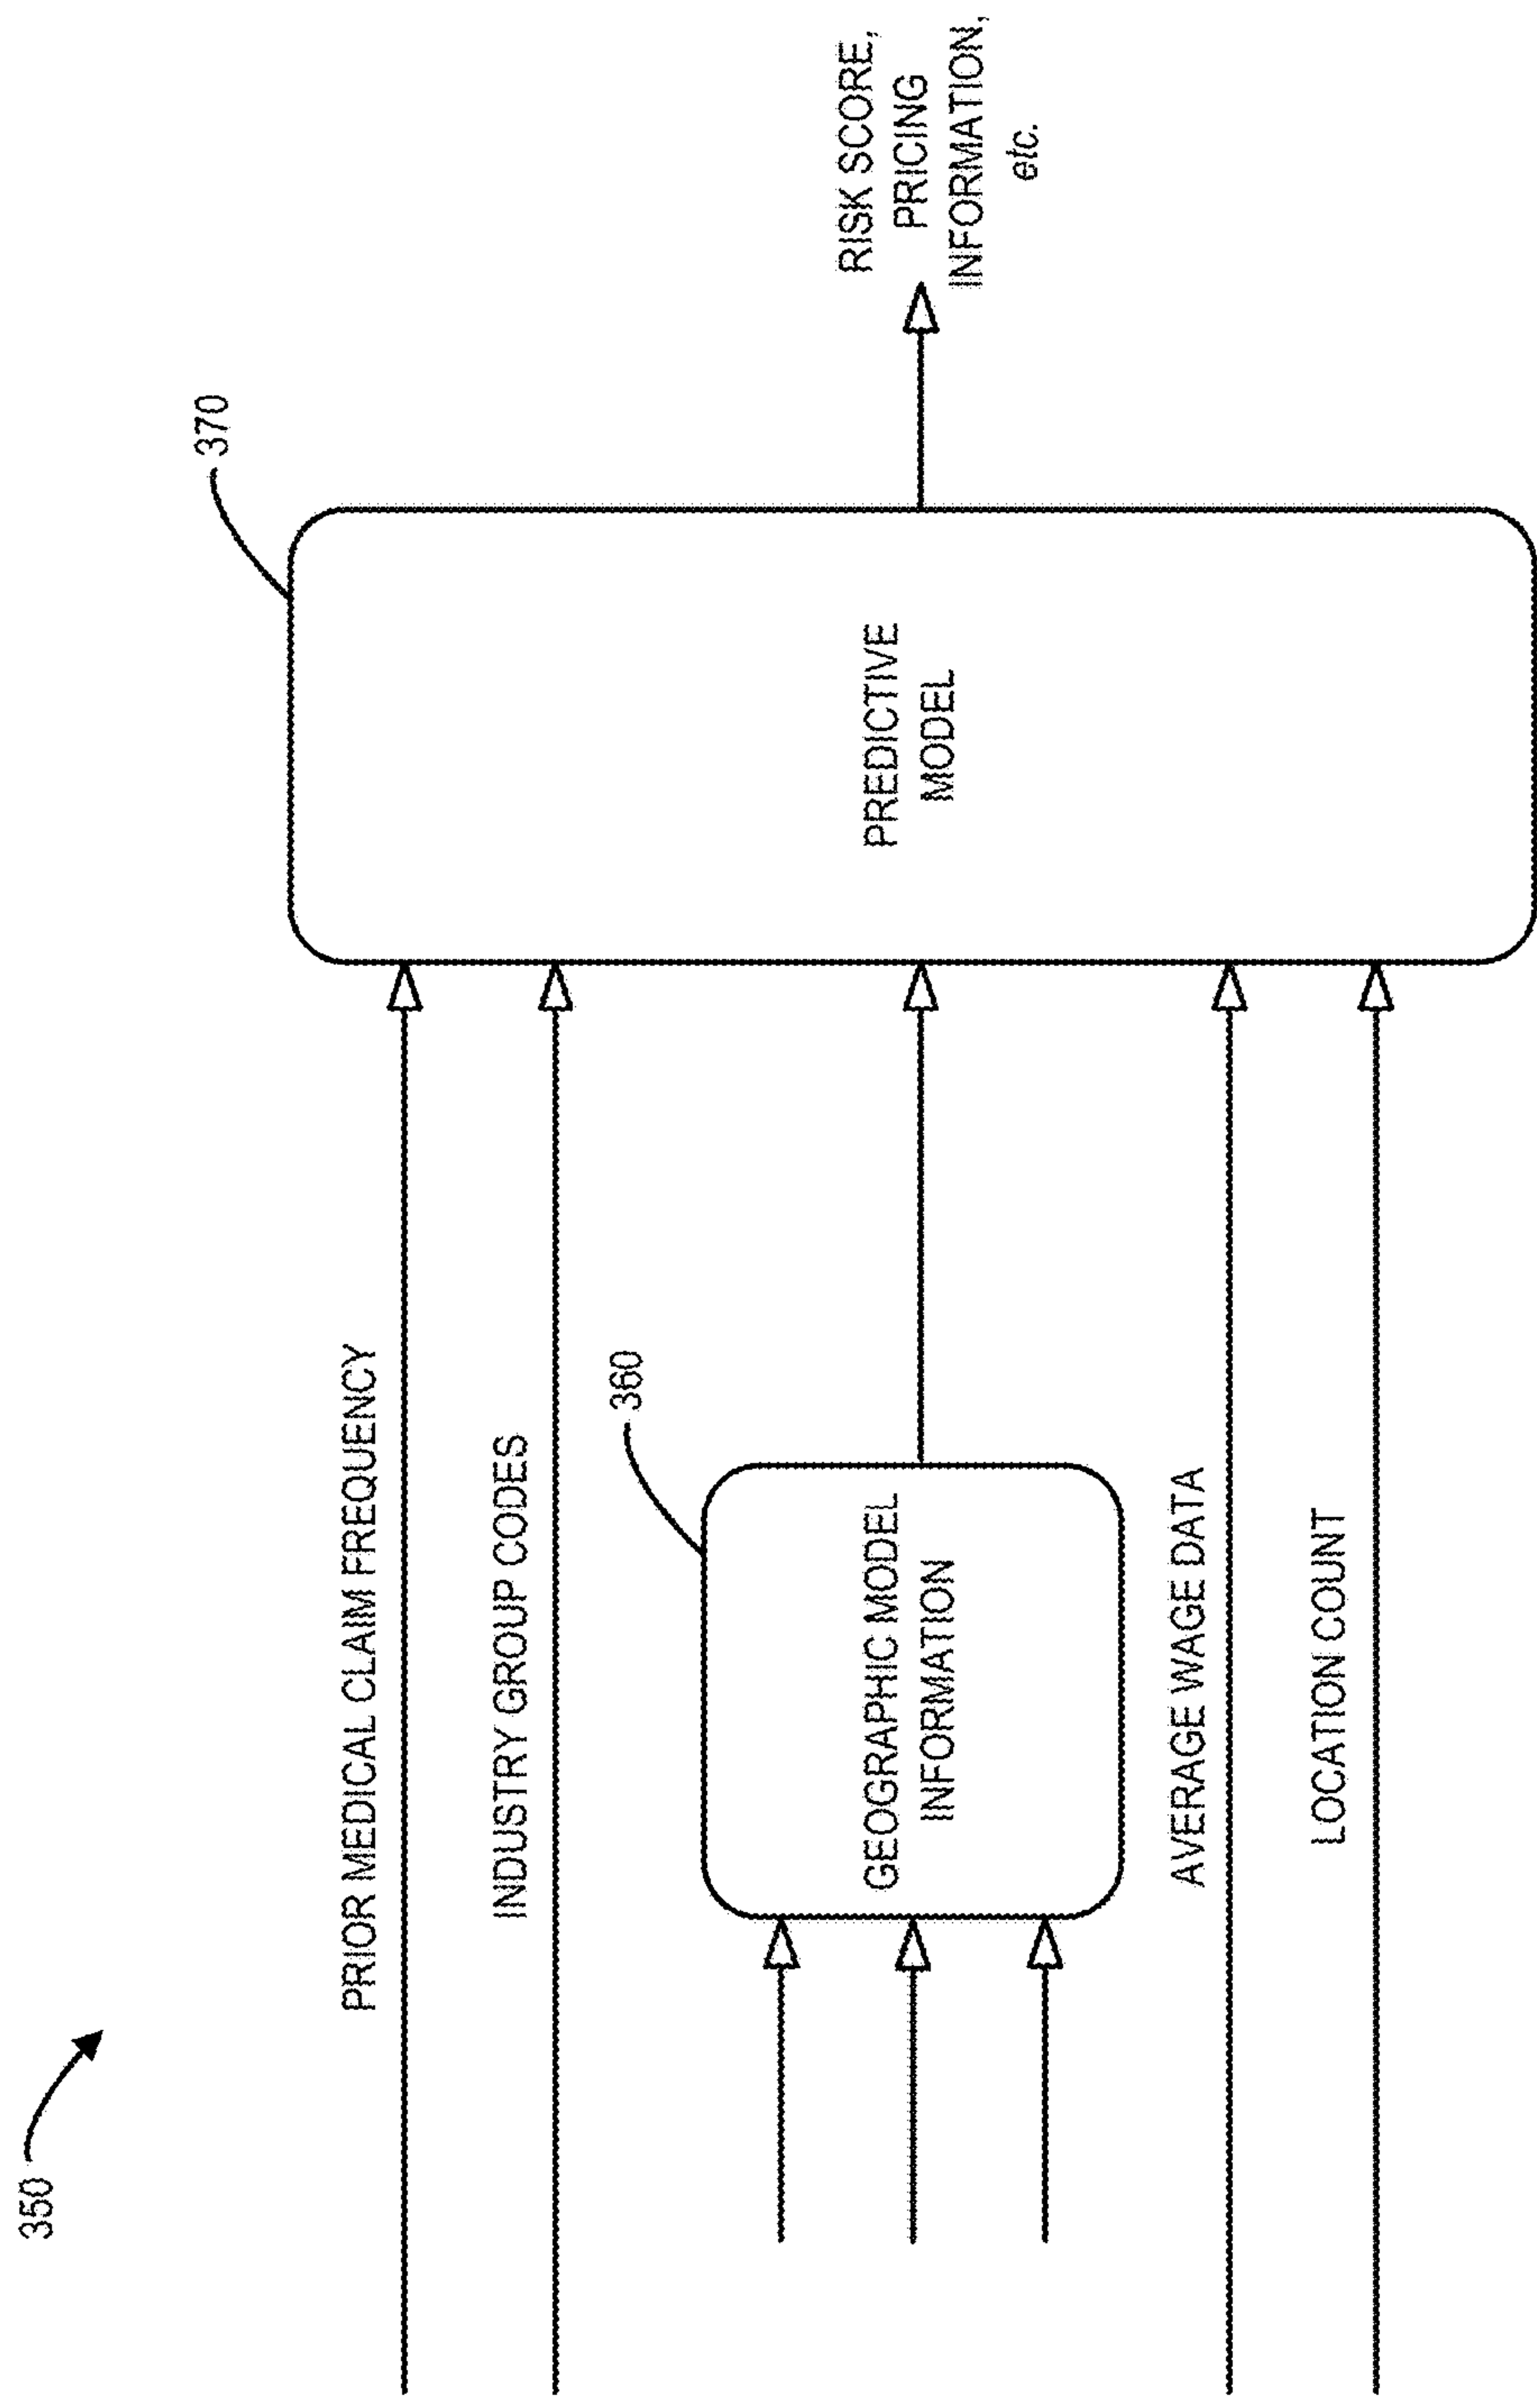 350
370
PRIOR MEDICAL CLAIM FREQUENCY
INDUSTRY GROUP CODES
360
GEOGRAPHIC MODEL
INFORMATION
PREDICTIVE
MODEL
RISK SCORE,
PRICING
INFORMATION,
etc.
AVERAGE WAGE DATA
LOCATION COUNT